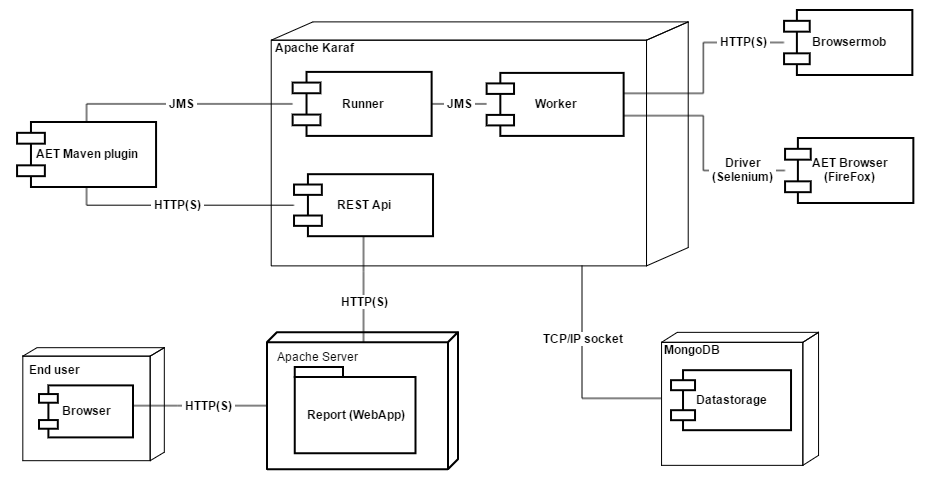 Apache Karaf
HTTP(S)
Browsermob
JMS
Runner
JMS
Worker
AET Maven plugin
Driver
(Selenium)
AET Browser
(FireFox)
HTTP(S)
REST Api
HTTP(S)
TCP/IP socket
Apache Server
MongoDB
End user
Browser
HTTP(S)
Report (WebApp)
Datastorage